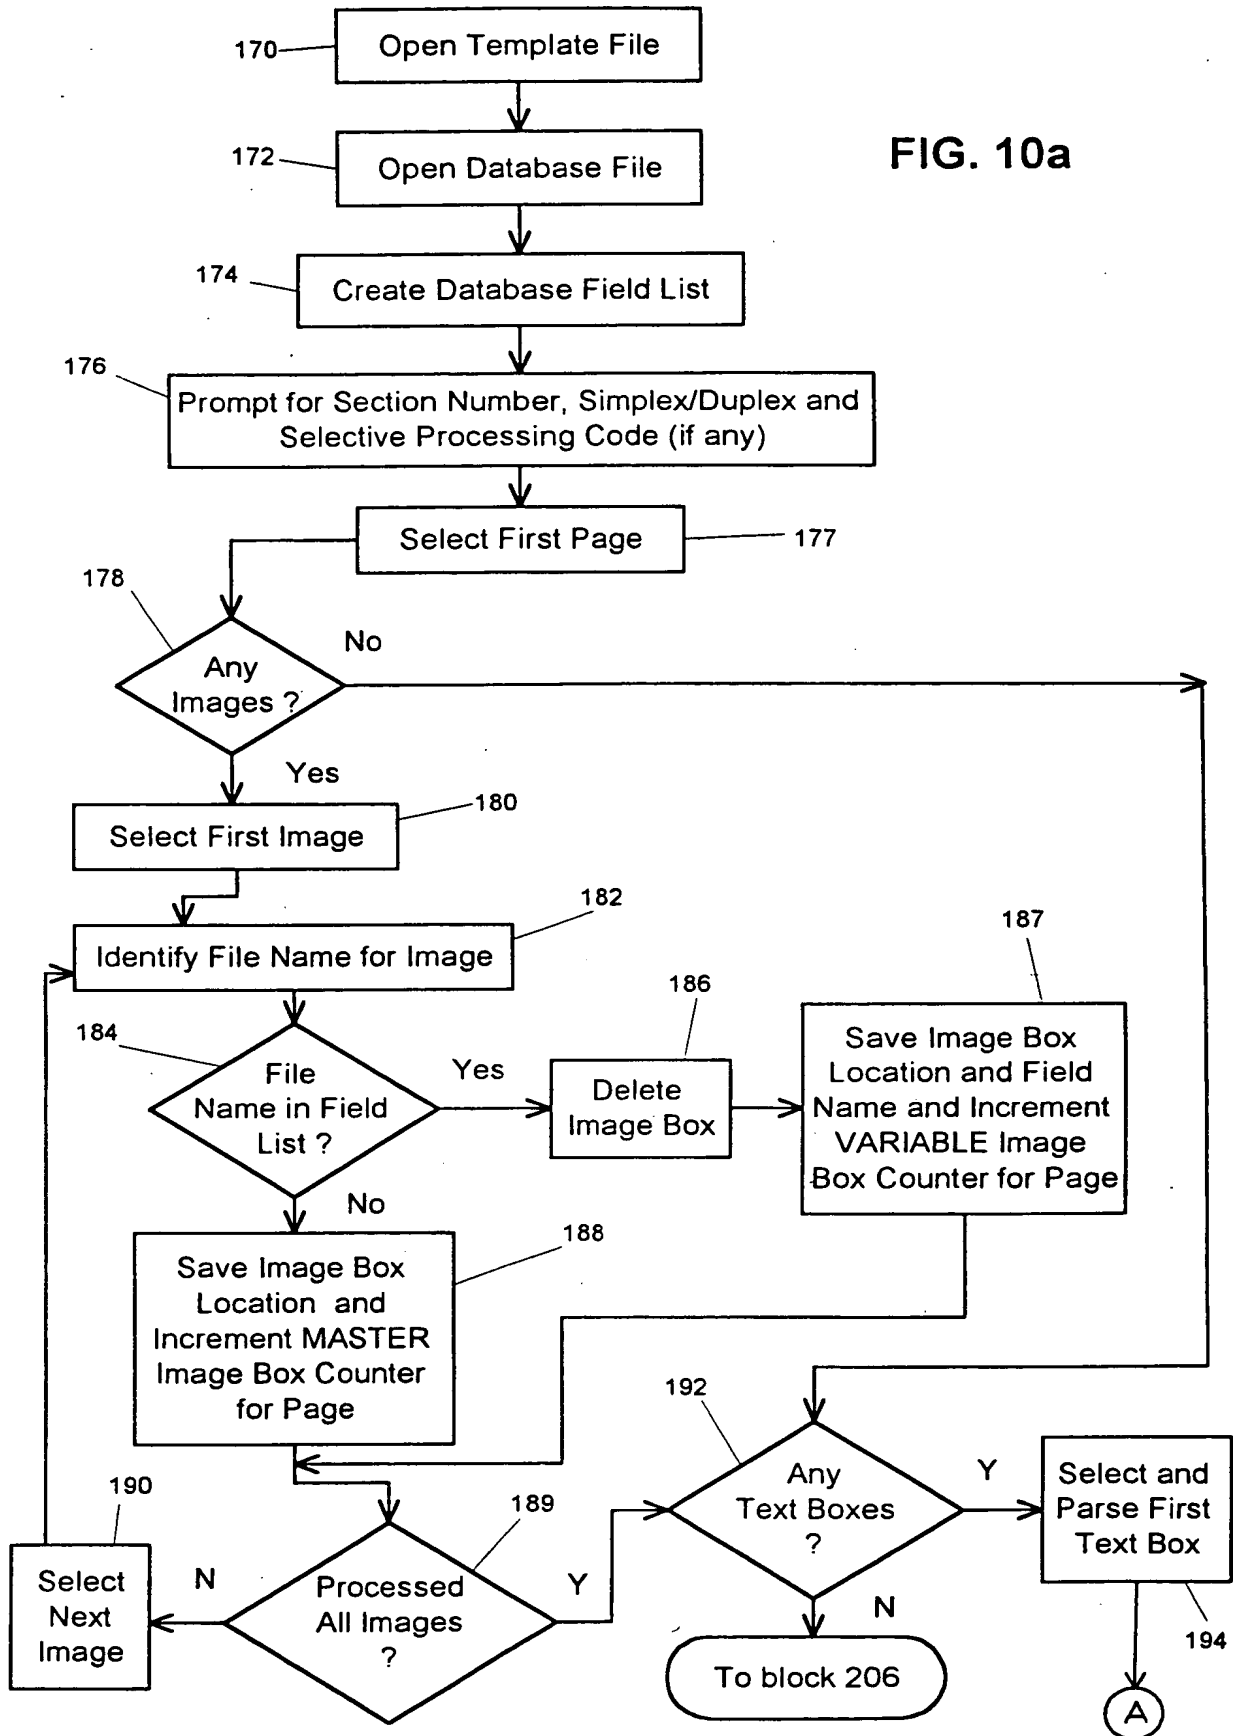 170
Open Template File
172
Open Database File
FIG. 10a
174
Create Database Field List
176
Prompt for Section Number, Simplex/Duplex and
Selective Processing Code (if any)
Select First Page
177
178
No
Any
Images ?
Yes
180
Select First Image
182
Identify File Name for Image
187
186
184
File
Name in Field
List ?
Yes
Delete
Image Box
Save Image Box
Location and Field
Name and Increment
VARIABLE Image
Box Counter for Page
No
188
Save Image Box
Location and
Increment MASTER
Image Box Counter
for Page
192
Any
Text Boxes
?
Y
Select and
Parse First
Text Box
190
189
Select
Next
Image
N
Processed
All Images
?
Y
N
194
To block 206
A